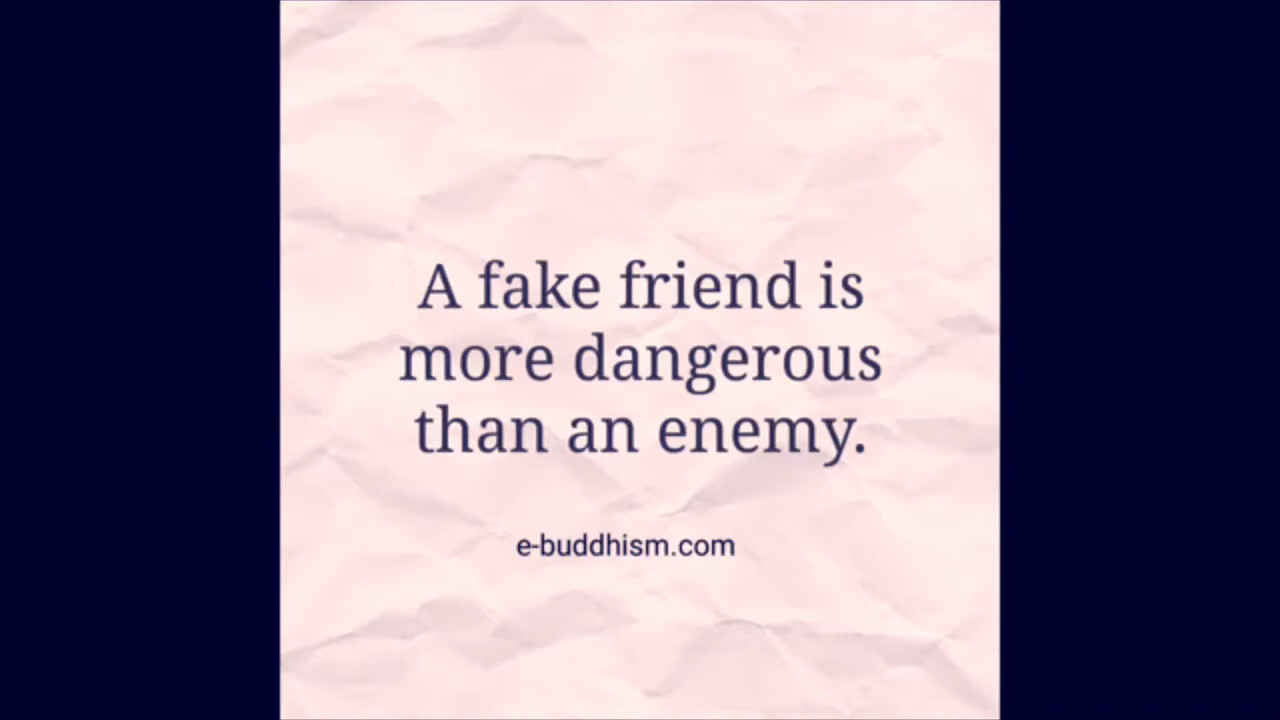 A fake friend is
more dangerous
than an enemy.
e-buddhism.com